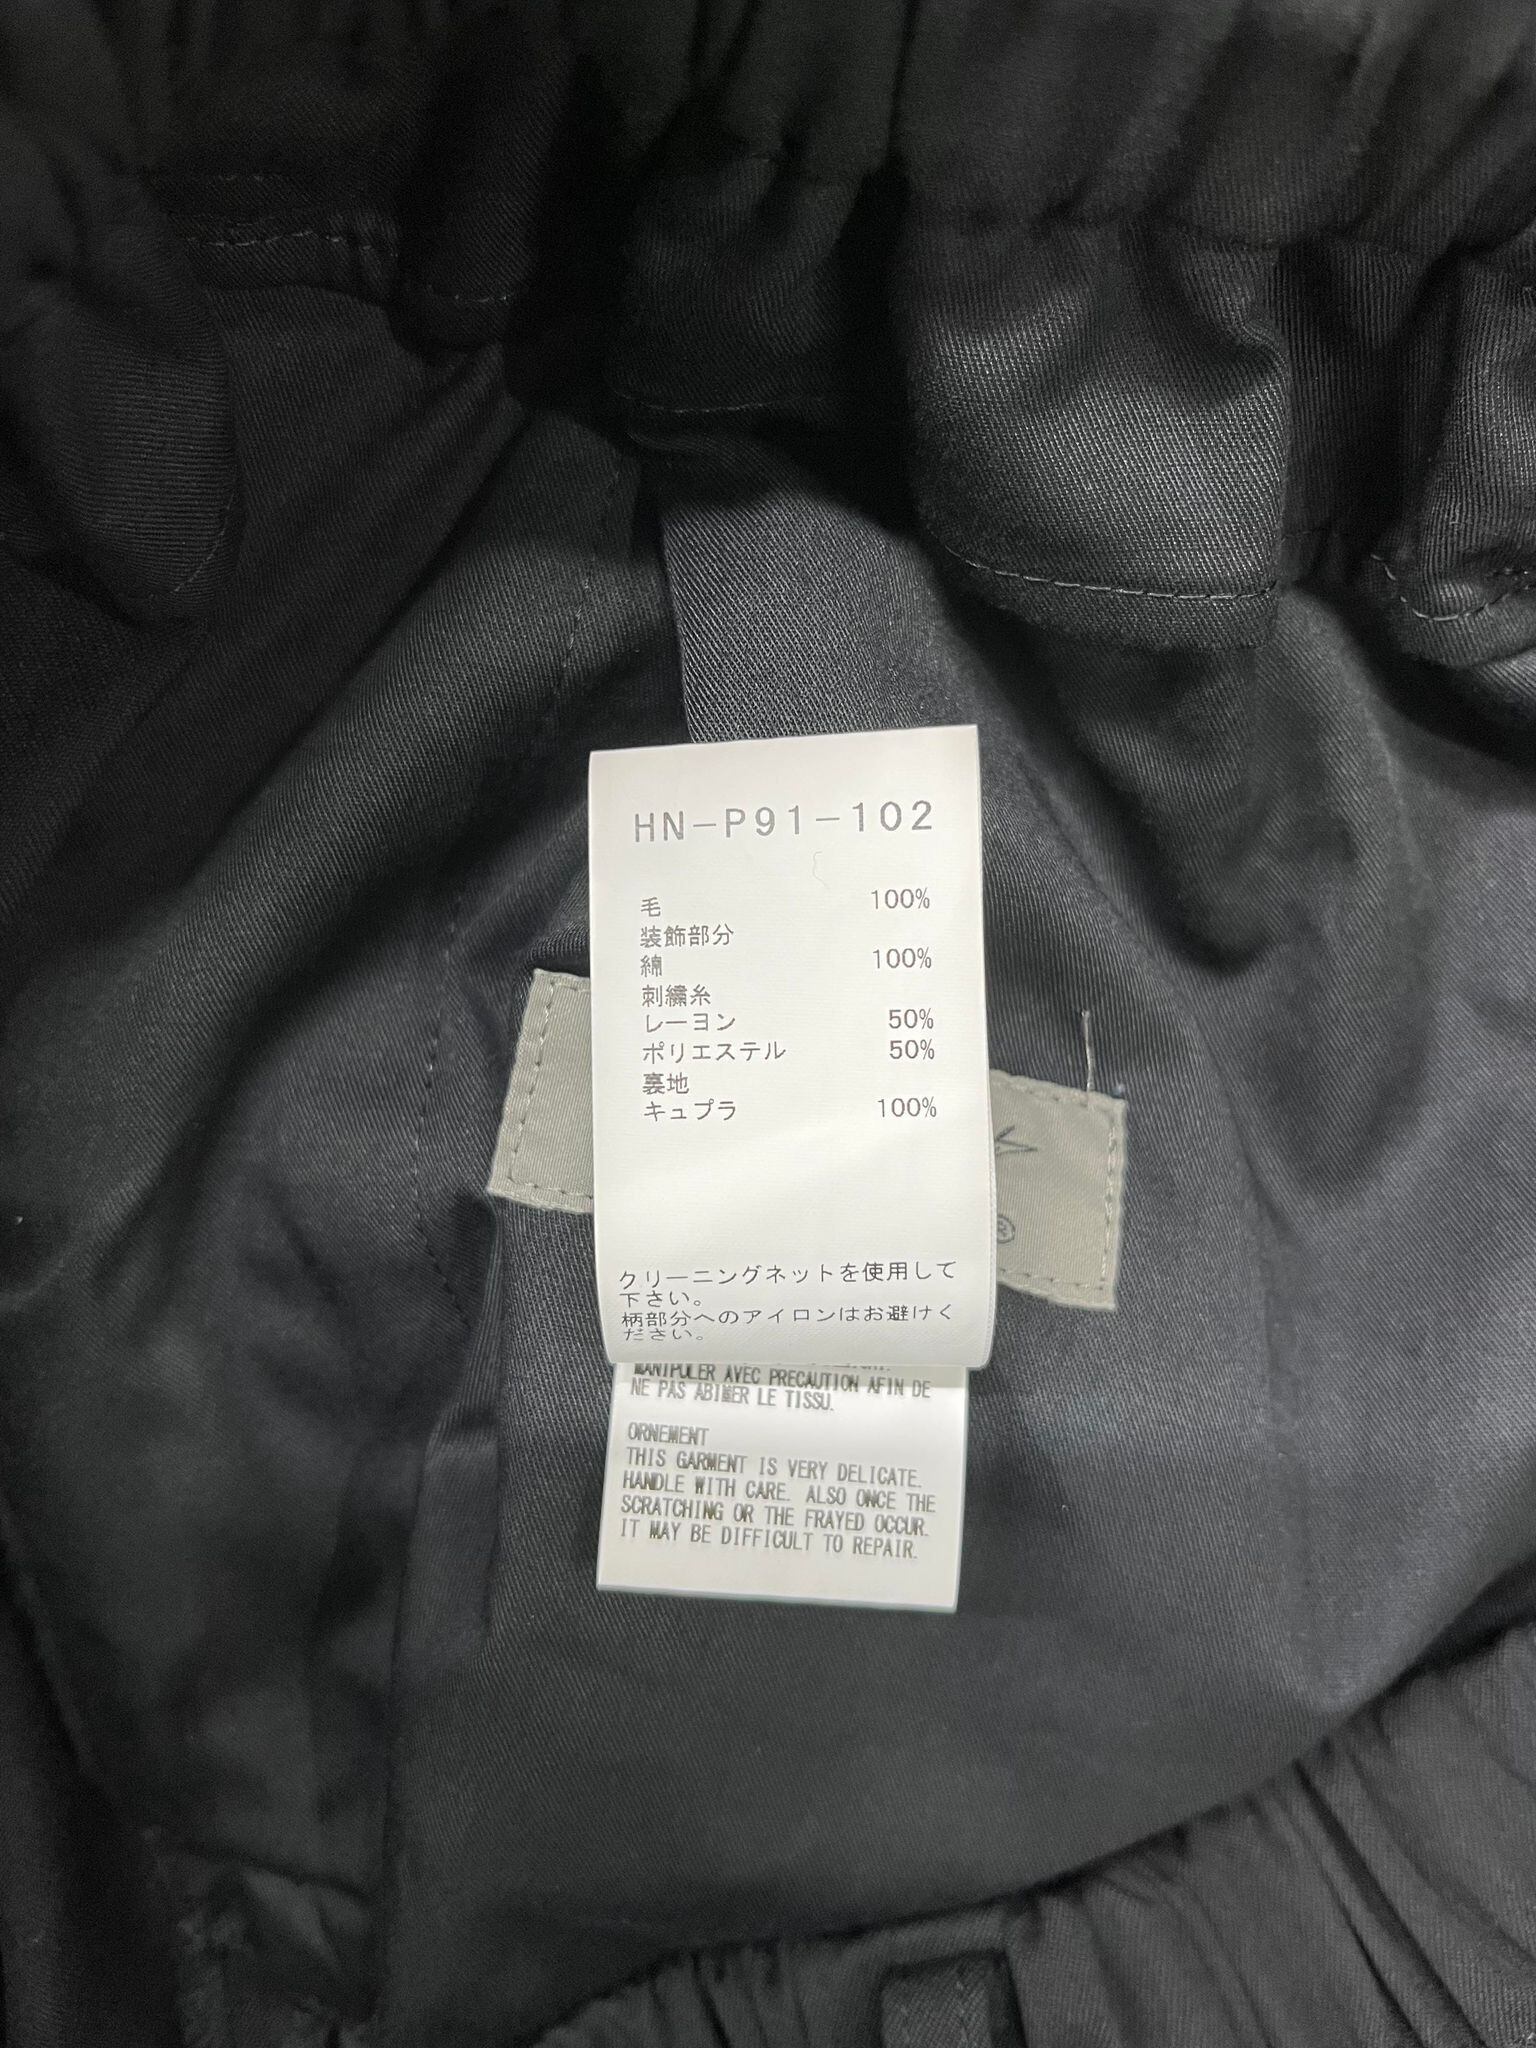 HN-P91-102
毛 100%
装飾部分
綿 100%
刺繍糸
レーヨン 50%
ポリエステル 50%
裏地
キュプラ 100%
クリーニングネットを使用して
下さい。
柄部分へのアイロンはお避けく
ださい。
MANIPULER AVEC PRECAUTION AFIN DE
NE PAS ABIMER LE TISSU.
ORNEMENT
THIS GARMENT IS VERY DELICATE.
HANDLE WITH CARE. ALSO ONCE THE
SCRATCHING OR THE FRAYED OCCUR.
IT MAY BE DIFFICULT TO REPAIR.
®